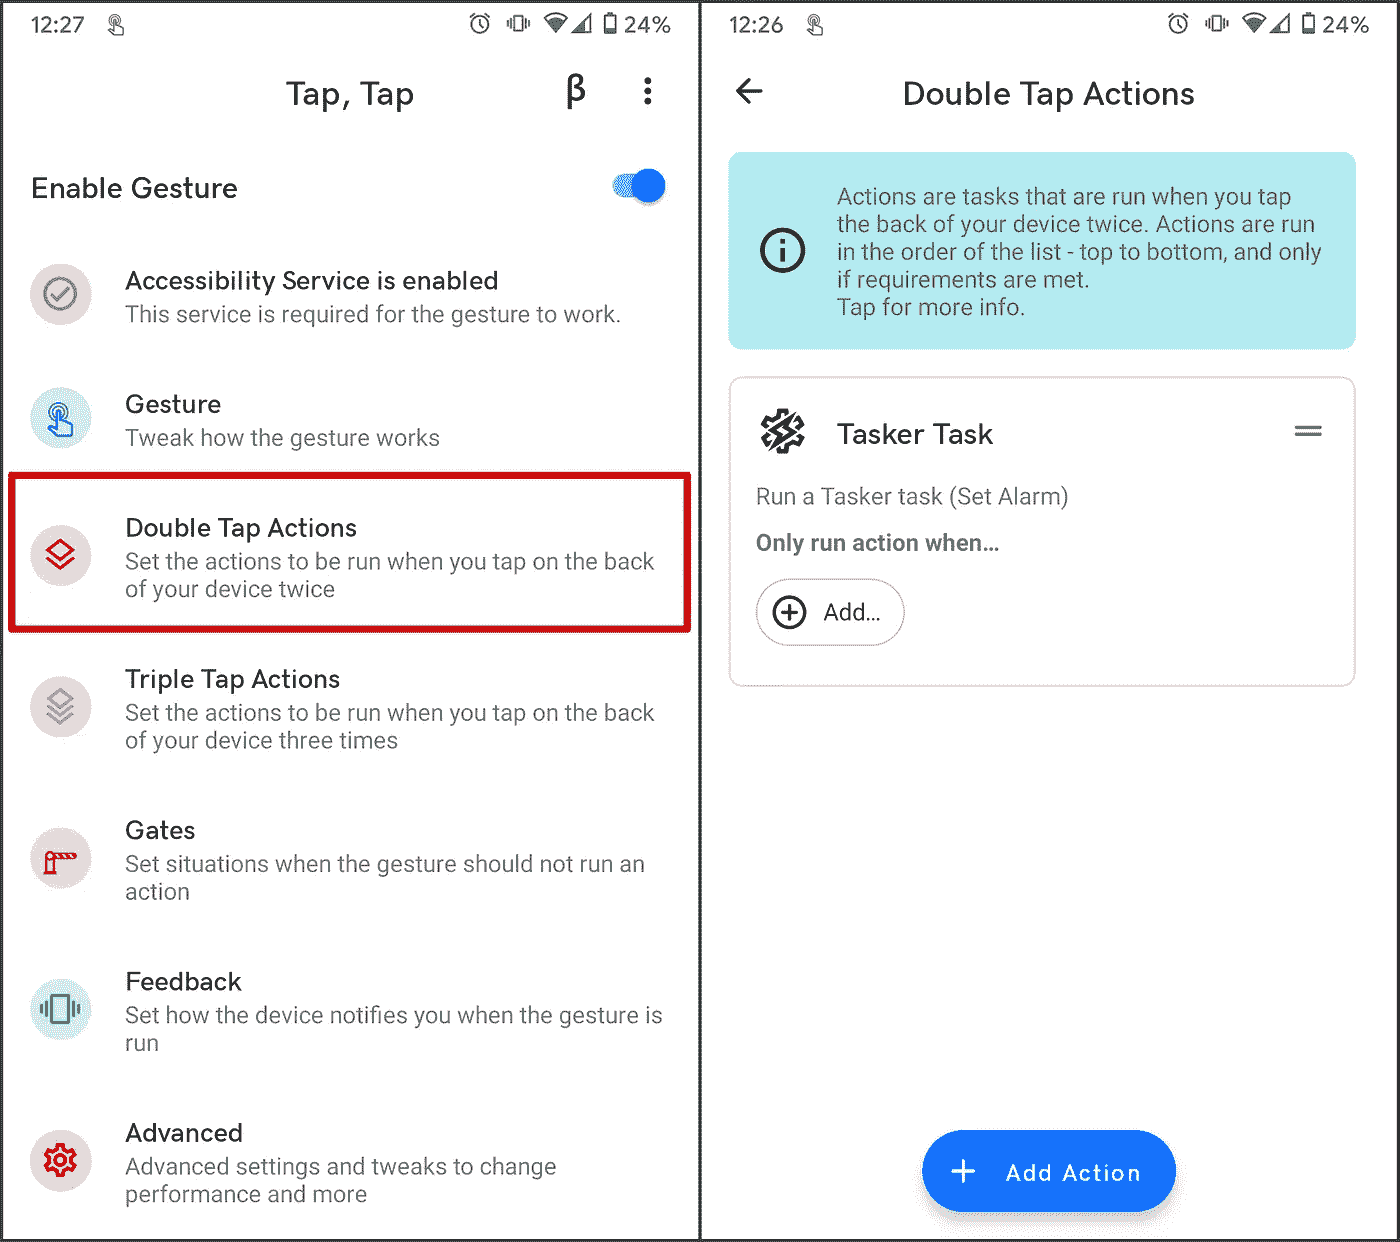 12:27
24%
Tap, Tap
β
Enable Gesture
Accessibility Service is enabled
This service is required for the gesture to work.
Gesture
Tweak how the gesture works
Double Tap Actions
Set the actions to be run when you tap on the back
of your device twice
Triple Tap Actions
Set the actions to be run when you tap on the back
of your device three times
Gates
Set situations when the gesture should not run an
action
Feedback
Set how the device notifies you when the gesture is
run
Advanced
Advanced settings and tweaks to change
performance and more
12:26
24%
Double Tap Actions
Actions are tasks that are run when you tap
the back of your device twice. Actions are run
in the order of the list - top to bottom, and only
if requirements are met.
Tap for more info.
Tasker Task
Run a Tasker task (Set Alarm)
Only run action when...
Add...
Add Action